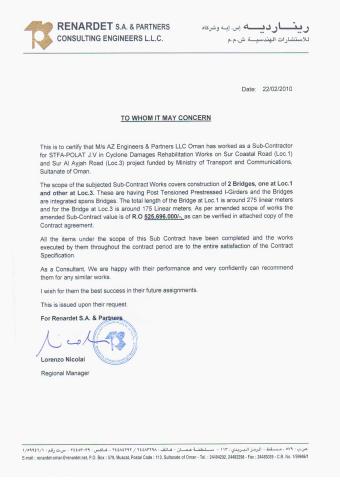 RENARDET S.A. & PARTNERS
CONSULTING ENGINEERS L.L.C.
رينارديه إس. إيه وشركاه
للاستشارات الهندسية ش.م.م
Date: 22/02/2010
TO WHOM IT MAY CONCERN
This is to certify that M/s AZ Engineers & Partners LLC Oman has worked as a Sub-Contractor
for STFA-POLAT J.V in Cyclone Damages Rehabilitation Works on Sur Coastal Road (Loc.1)
and Sur Al Ayjah Road (Loc.3) project funded by Ministry of Transport and Communications,
Sultanate of Oman.
The scope of the subjected Sub-Contract Works covers construction of 2 Bridges, one at Loc.1
and other at Loc.3. These are having Post Tensioned Prestressed I-Girders and the Bridges
are integrated spans Bridges. The total length of the Bridge at Loc.1 is around 275 linear meters
and for the Bridge at Loc.3 is around 175 Linear meters. As per amended scope of works the
amended Sub-Contract value is of R.O 525,696.000/- as can be verified in attached copy of the
Contract agreement.
All the items under the scope of this Sub Contract have been completed and the works
executed by them throughout the contract period are to the entire satisfaction of the Contract
Specification.
As a Consultant, We are happy with their performance and very confidently can recommend
them for any similar works.
I wish for them the best success in their future assignments.
This is issued upon their request.
For Renardet S.A. & Partners
Lorenzo Nicolai
Regional Manager
E-mail : renardet.oman@renardet.net, P.O. Box : 579, Muscat, Postal Code : 113, Sultanate of Oman - Tel. : 24484292, 24483298 - Fax :